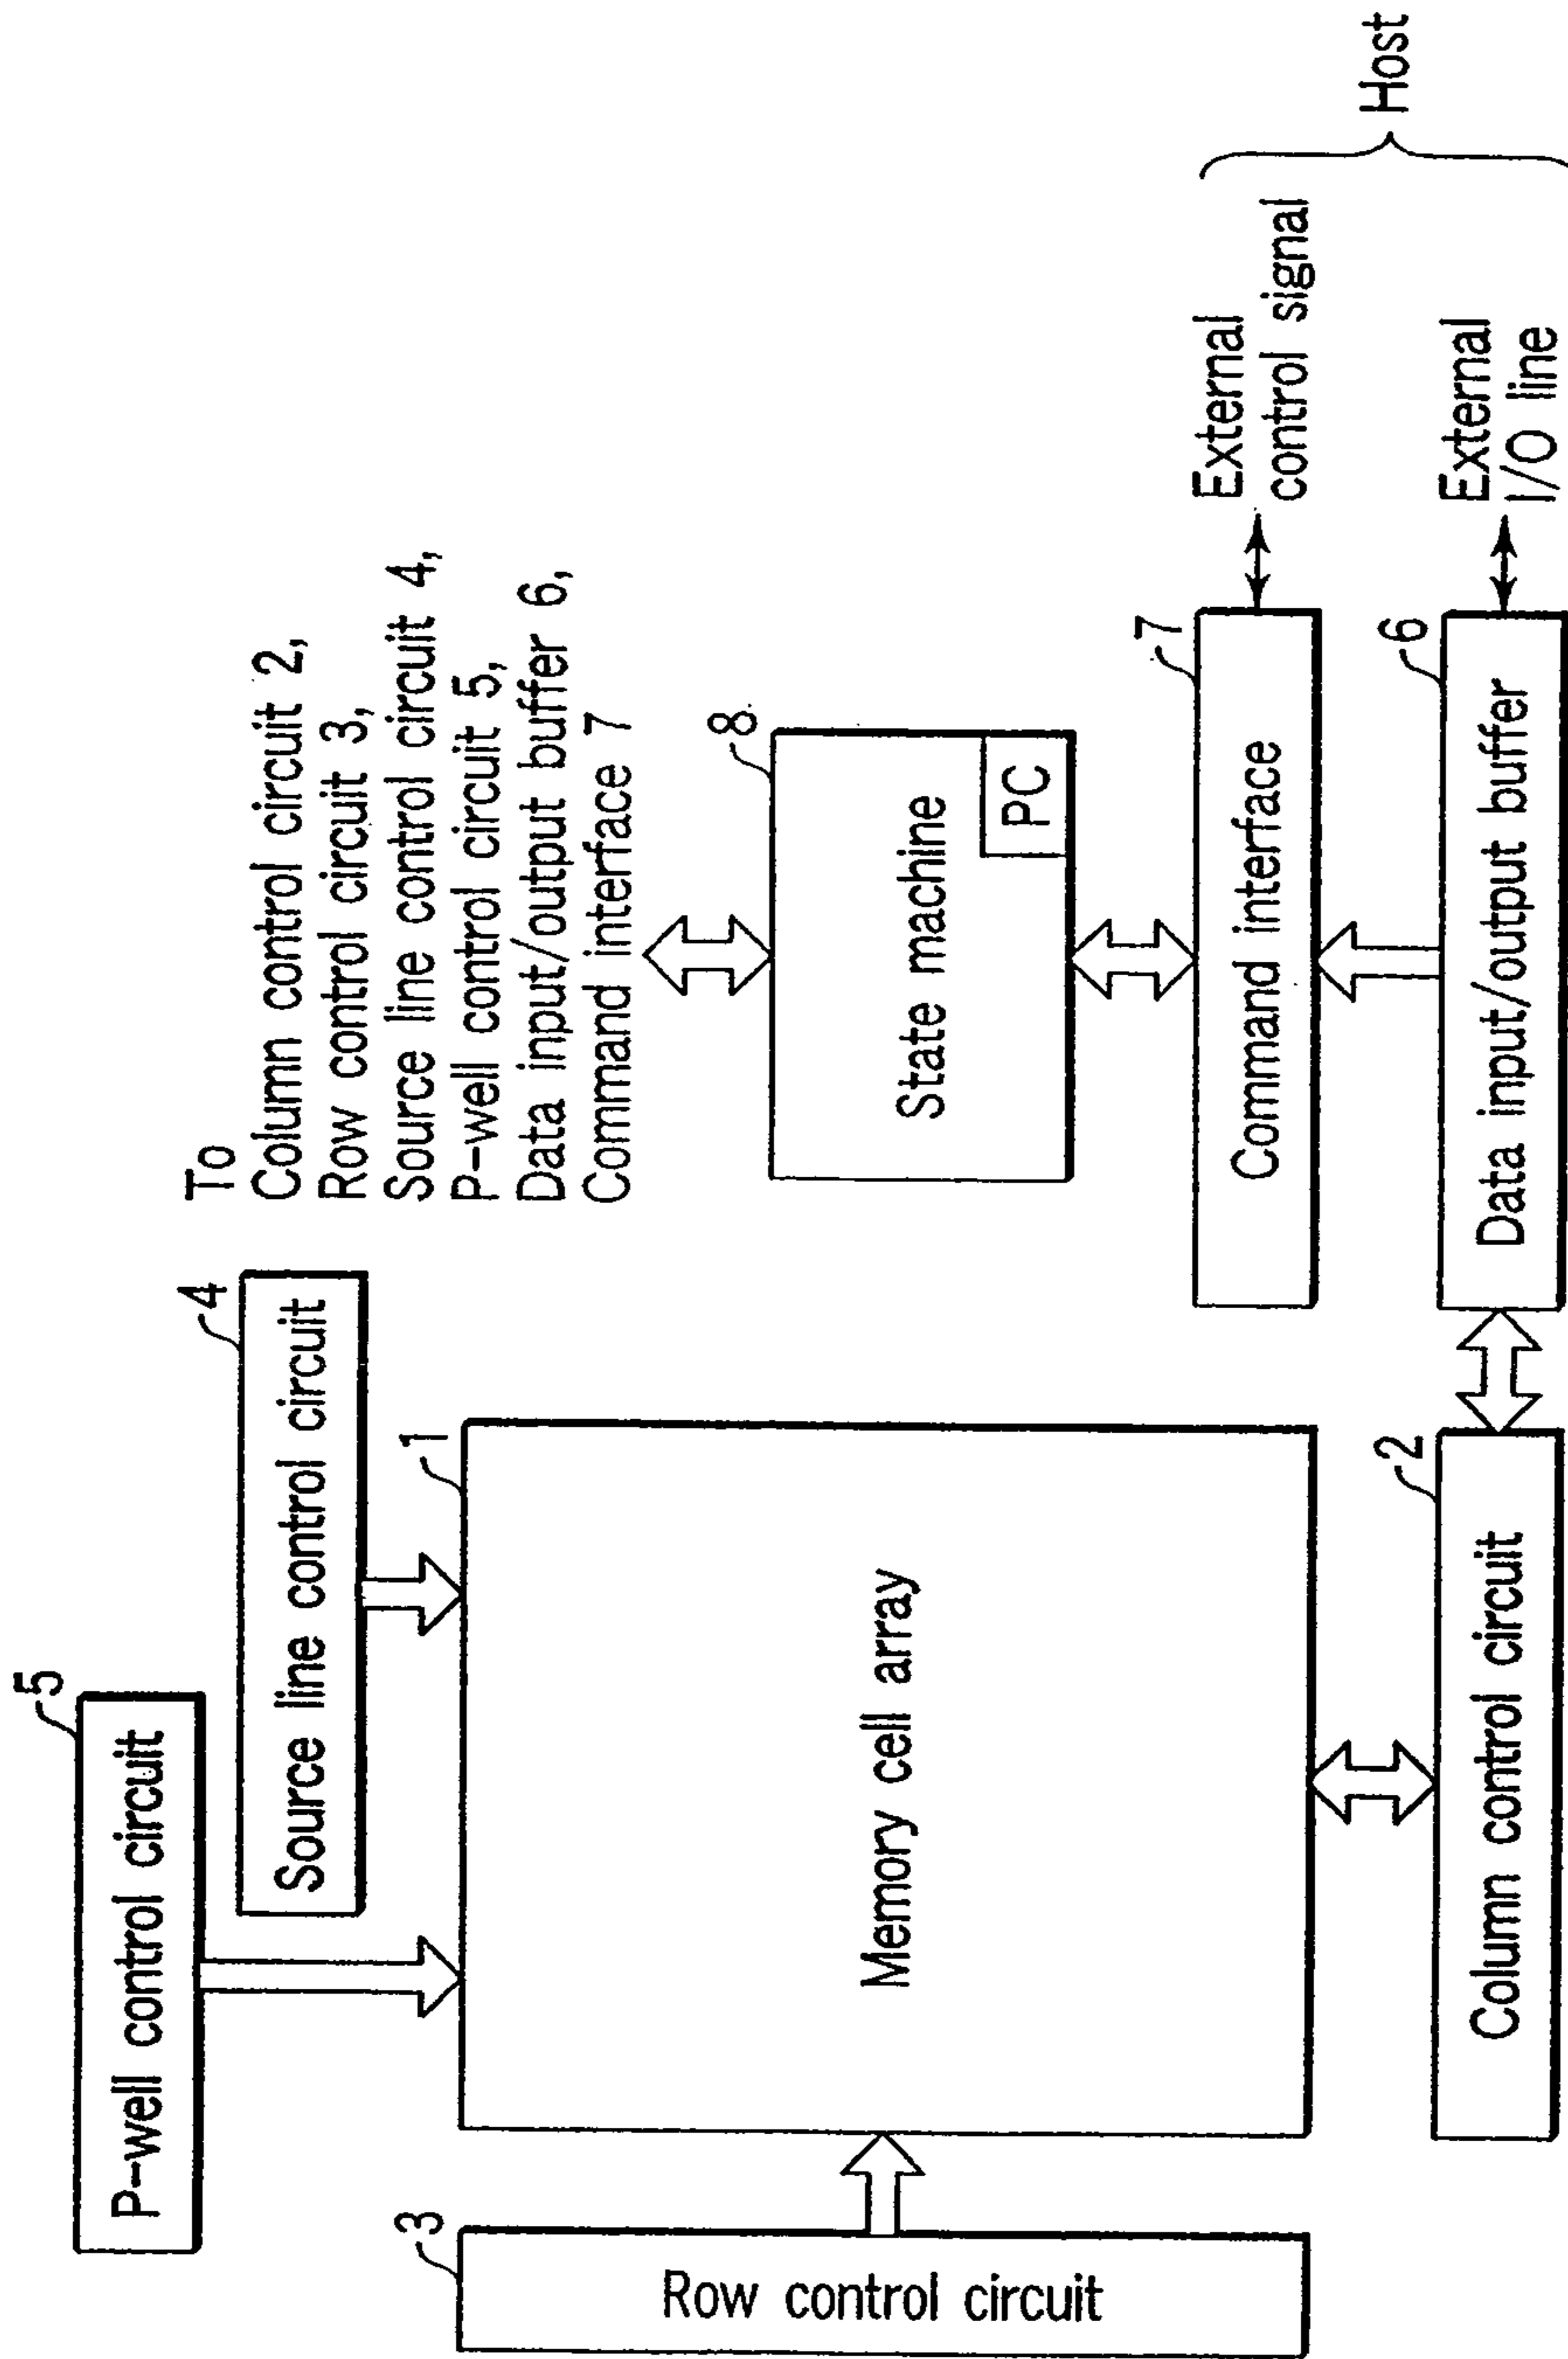 5
P-well control circuit
4
Source line control circuit
To
Column control circuit 2,
Row control circuit 3,
Source line control circuit 4,
P-well control circuit 5,
Data input/output buffer 6,
Command interface 7
3
Row control circuit
1
Memory cell array
8
State machine
PC
7
Command interface
External
control signal
2
Column control circuit
6
Data input/output buffer
External
I/O line
Host